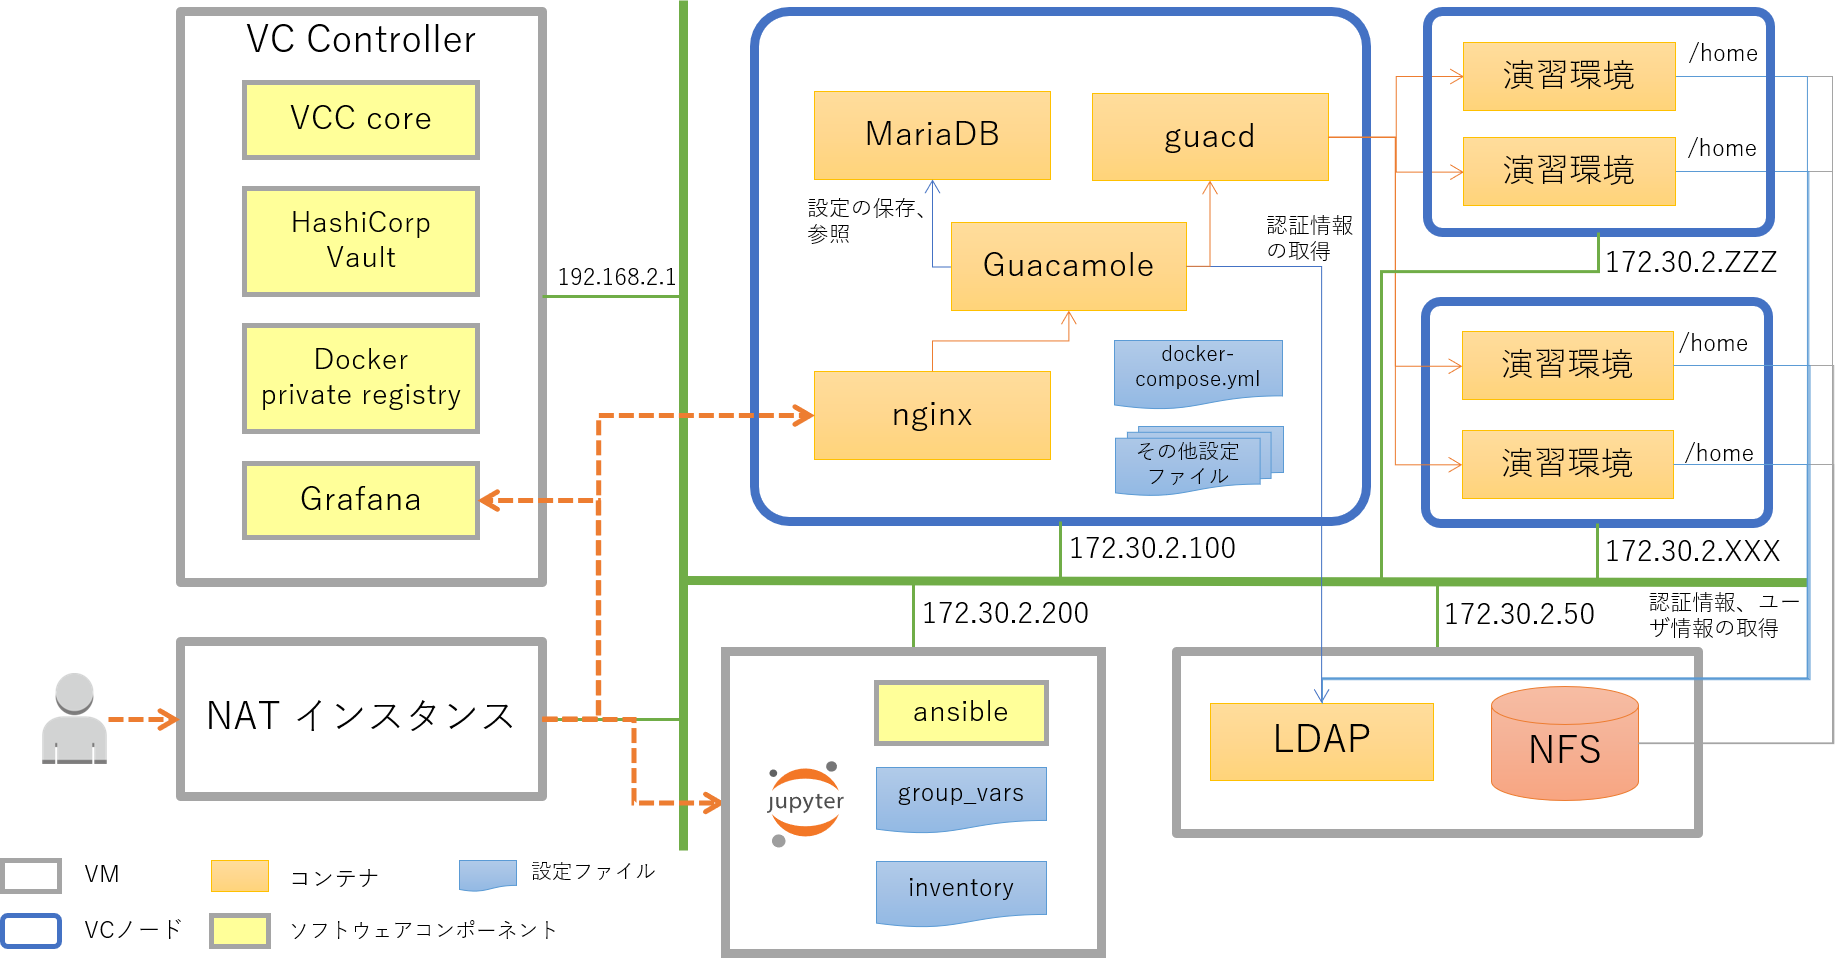 VC Controller
VCC core
HashiCorp
Vault
Docker
private registry
Grafana
192.168.2.1
NAT インスタンス
MariaDB
guacd
設定の保存、
参照
認証情報
の取得
Guacamole
nginx
docker-
compose.yml
その他設定
ファイル
172.30.2.100
演習環境
/home
演習環境
/home
172.30.2.ZZZ
演習環境
/home
演習環境
/home
172.30.2.XXX
172.30.2.200
ansible
jupyter
group_vars
inventory
172.30.2.50
認証情報、ユー
ザ情報の取得
LDAP
NFS
VM
コンテナ
設定ファイル
VCノード
ソフトウェアコンポーネント